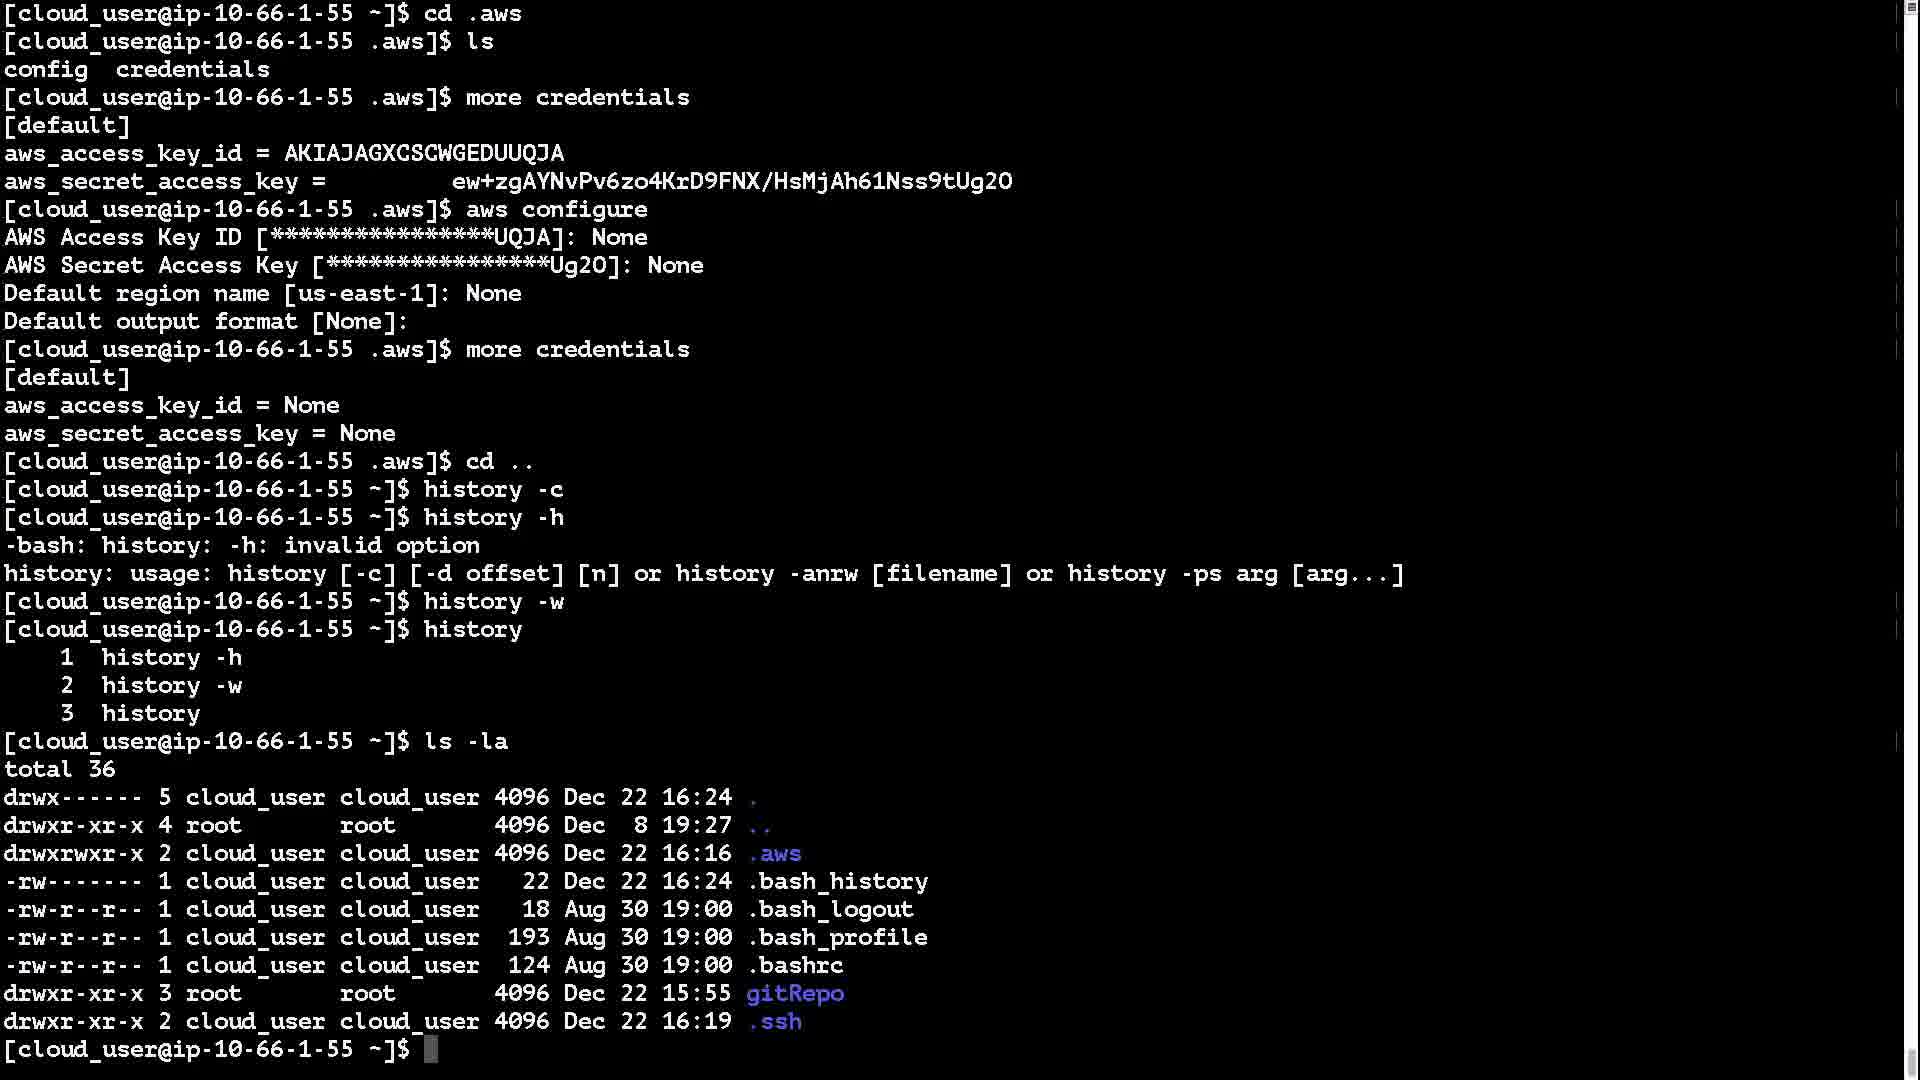 [cloud_user@ip-10-66-1-55 ~]$ cd .aws
[cloud_user@ip-10-66-1-55 .aws]$ ls
config  credentials
[cloud_user@ip-10-66-1-55 .aws]$ more credentials
[default]
aws_access_key_id = AKIAJAGXCSCWGEDUUQJA
aws_secret_access_key =         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
[cloud_user@ip-10-66-1-55 .aws]$ aws configure
AWS Access Key ID [****************UQJA]: None
AWS Secret Access Key [****************Ug2O]: None
Default region name [us-east-1]: None
Default output format [None]:
[cloud_user@ip-10-66-1-55 .aws]$ more credentials
[default]
aws_access_key_id = None
aws_secret_access_key = None
[cloud_user@ip-10-66-1-55 .aws]$ cd ..
[cloud_user@ip-10-66-1-55 ~]$ history -c
[cloud_user@ip-10-66-1-55 ~]$ history -h
-bash: history: -h: invalid option
history: usage: history [-c] [-d offset] [n] or history -anrw [filename] or history -ps arg [arg...]
[cloud_user@ip-10-66-1-55 ~]$ history -w
[cloud_user@ip-10-66-1-55 ~]$ history
    1  history -h
    2  history -w
    3  history
[cloud_user@ip-10-66-1-55 ~]$ ls -la
total 36
drwx------ 5 cloud_user cloud_user 4096 Dec 22 16:24 .
drwxr-xr-x 4 root       root       4096 Dec  8 19:27 ..
drwxrwxr-x 2 cloud_user cloud_user 4096 Dec 22 16:16 .aws
-rw------- 1 cloud_user cloud_user   22 Dec 22 16:24 .bash_history
-rw-r--r-- 1 cloud_user cloud_user   18 Aug 30 19:00 .bash_logout
-rw-r--r-- 1 cloud_user cloud_user  193 Aug 30 19:00 .bash_profile
-rw-r--r-- 1 cloud_user cloud_user  124 Aug 30 19:00 .bashrc
drwxr-xr-x 3 root       root       4096 Dec 22 15:55 gitRepo
drwxr-xr-x 2 cloud_user cloud_user 4096 Dec 22 16:19 .ssh
[cloud_user@ip-10-66-1-55 ~]$